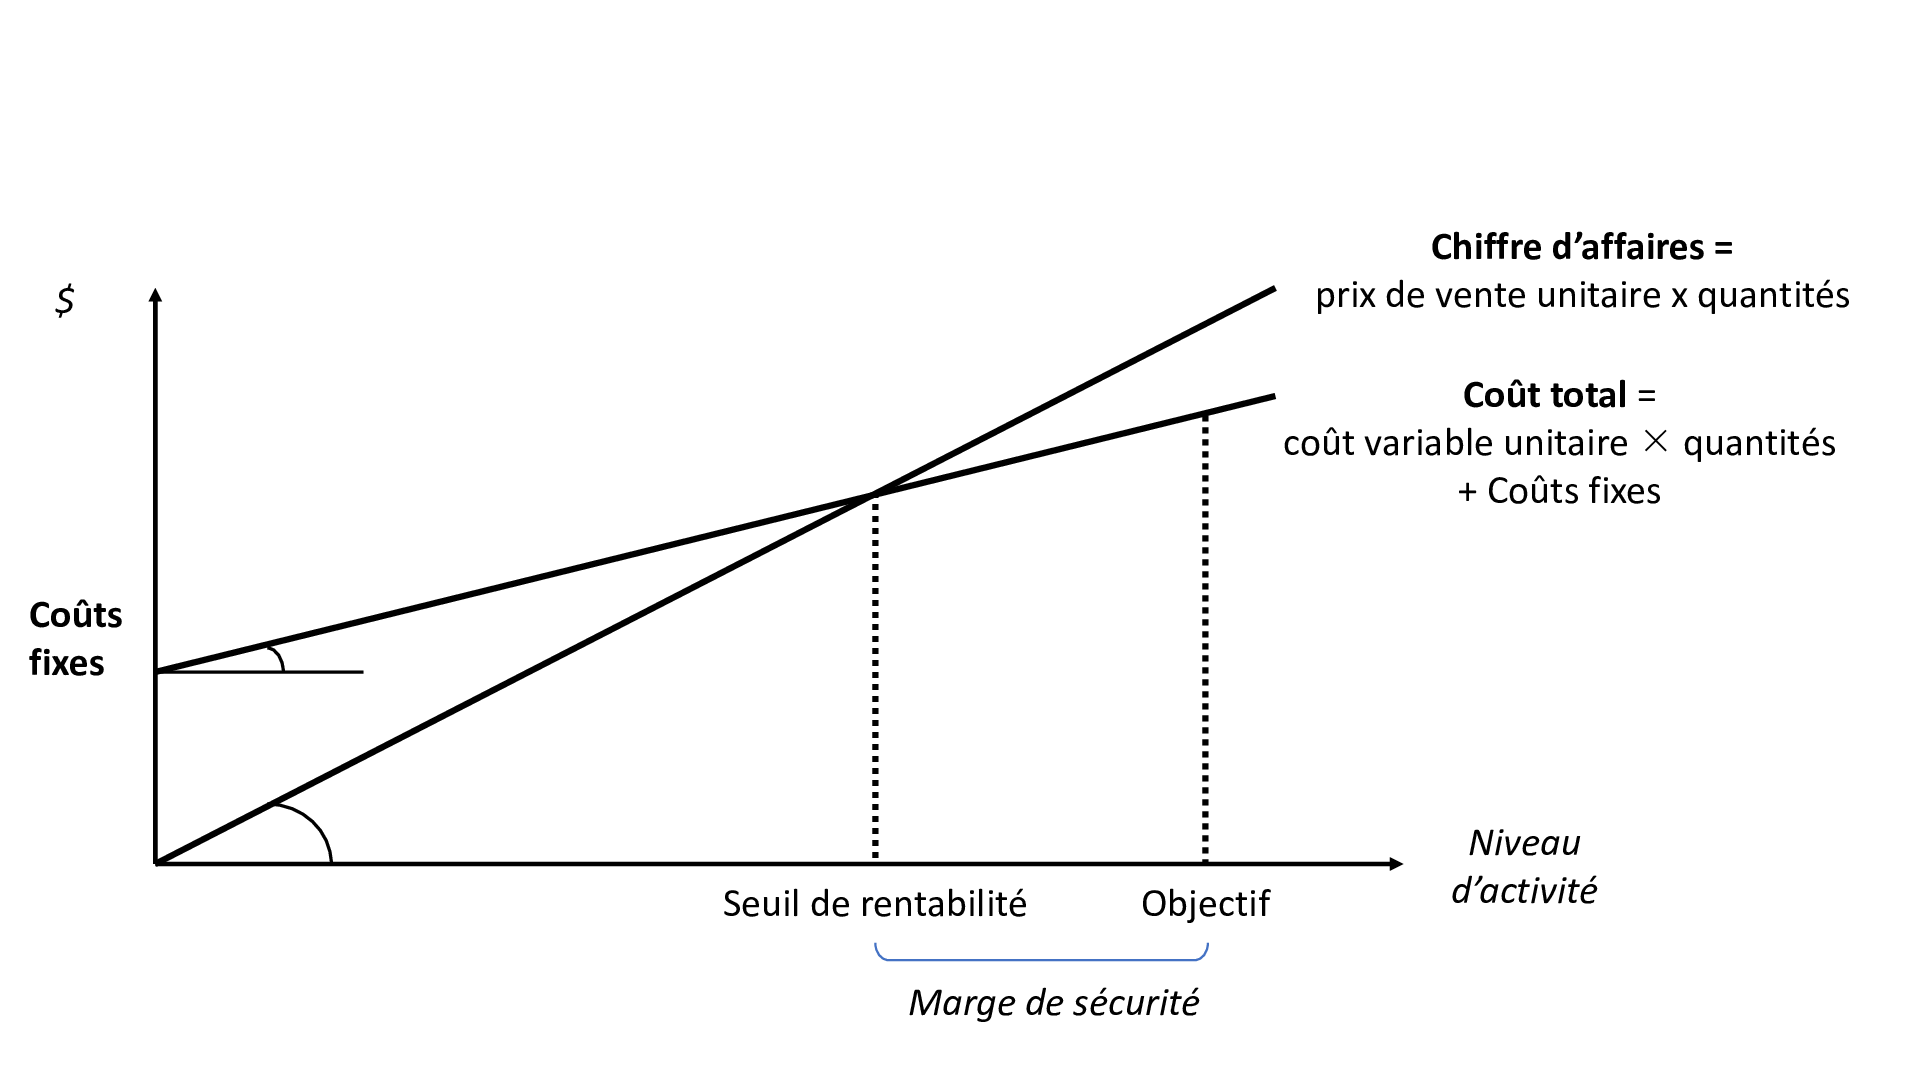 Chiffre d’affaires =
prix de vente unitaire x quantités
$
Coût total =
coût variable unitaire × quantités
+ Coûts fixes
Coûts
fixes
Niveau
d’activité
Seuil de rentabilité
Objectif
Marge de sécurité